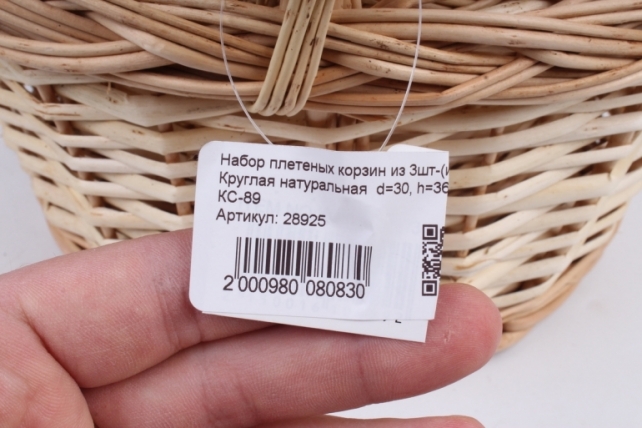 Набор плетеных корзин из 3шт-(и
Круглая натуральная d=30, h=36
КС-89
Артикул: 28925
2 000980 080830